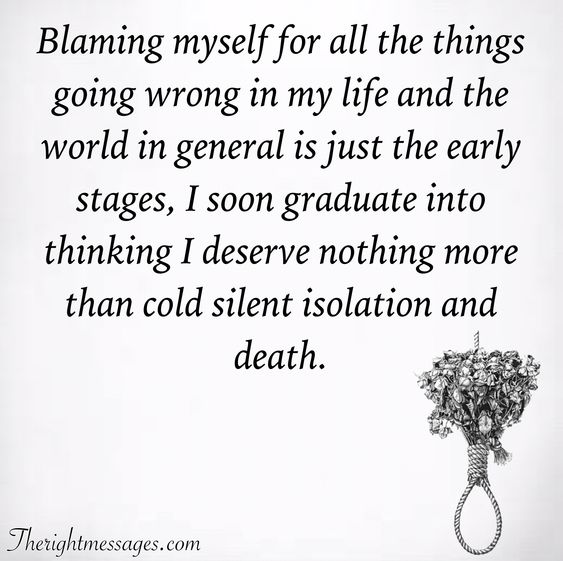 Blaming myself for all the things
going wrong in my life and the
world in general is just the early
stages, I soon graduate into
thinking I deserve nothing more
than cold silent isolation and
death.
Therightmessages.com